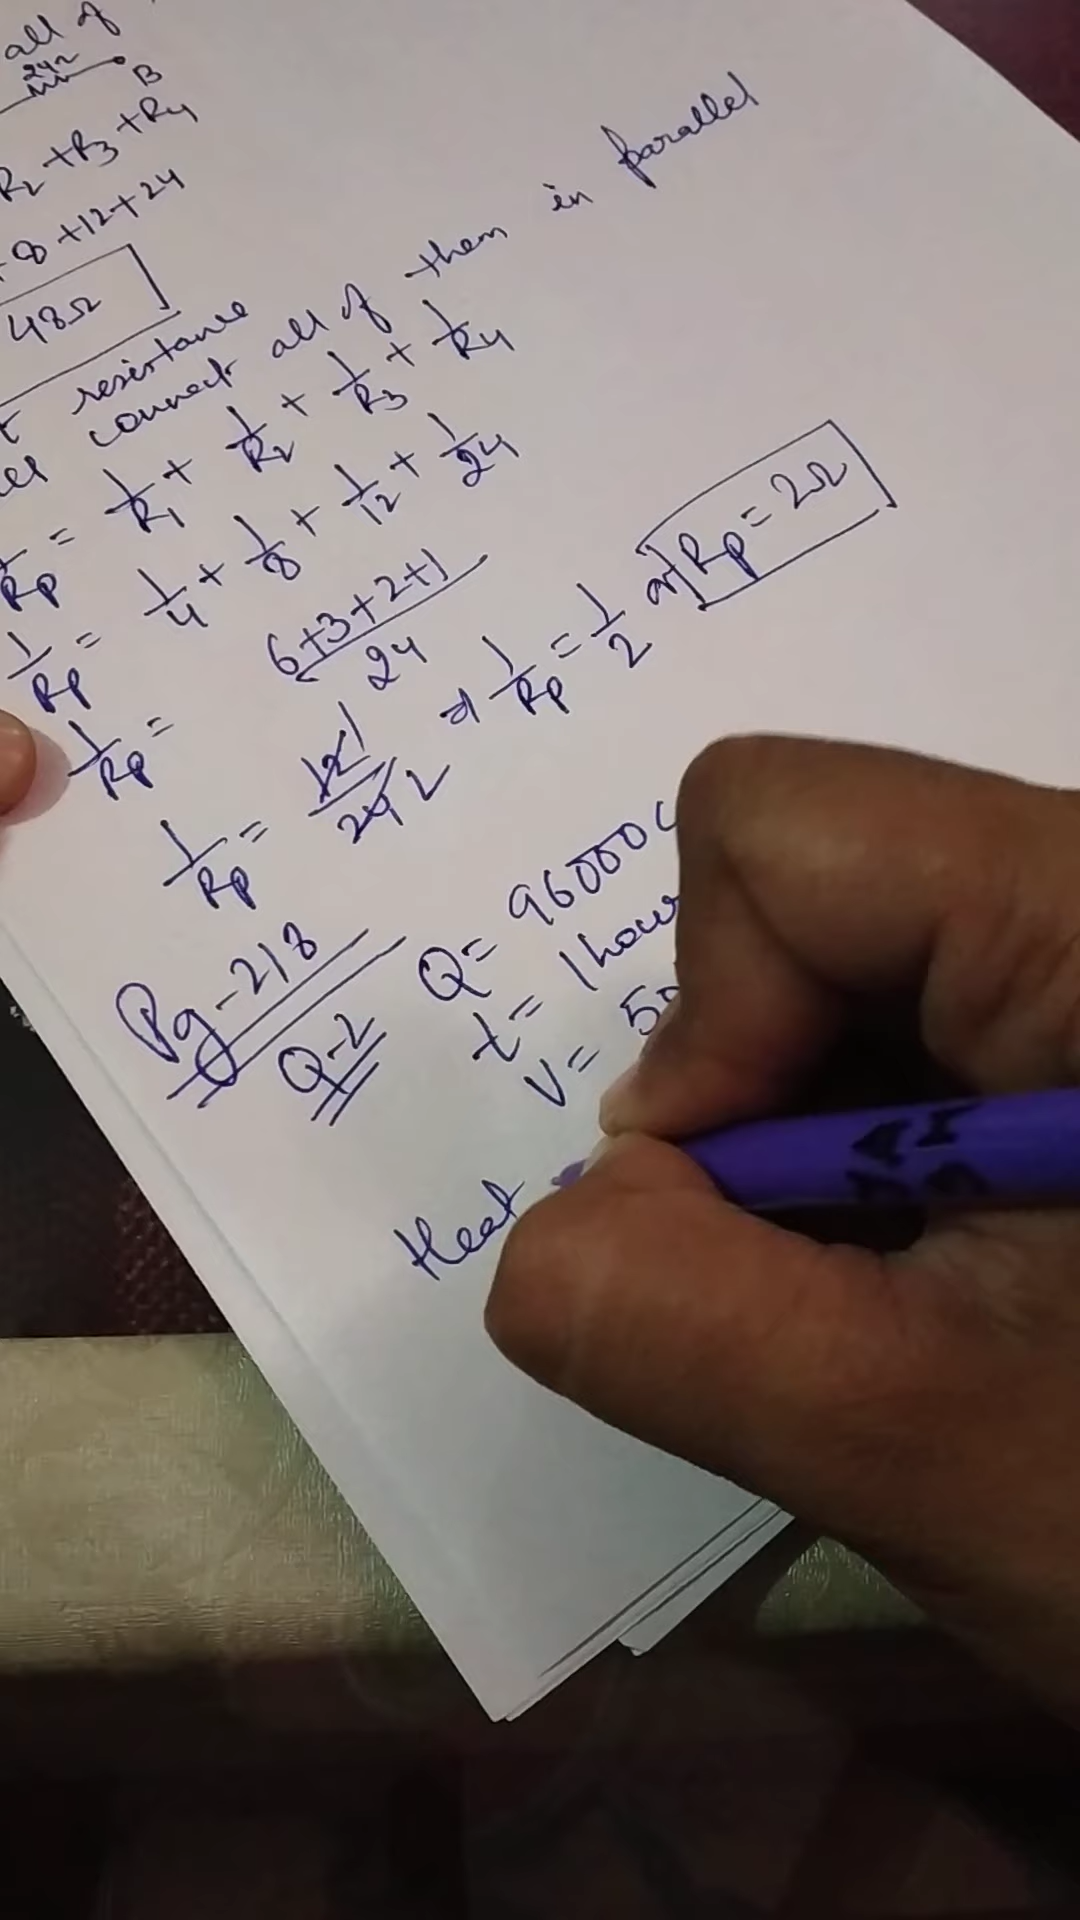 all of
24Ω
B
R2 + R3 + R4
+ 8 + 12 + 24
48Ω
resistance
connect all of them in parallel
1/Rp = 1/R1 + 1/R2 + 1/R3 + 1/R4
1/Rp = 1/4 + 1/8 + 1/12 + 1/24
1/Rp = 6+3+2+1/24
1/Rp = 12/24 1 2 ⇒ 1/Rp = 1/2 or Rp = 2Ω
Pg-218
Q-2
Q = 96000 C
t = 1 hour
V = 50
Heat